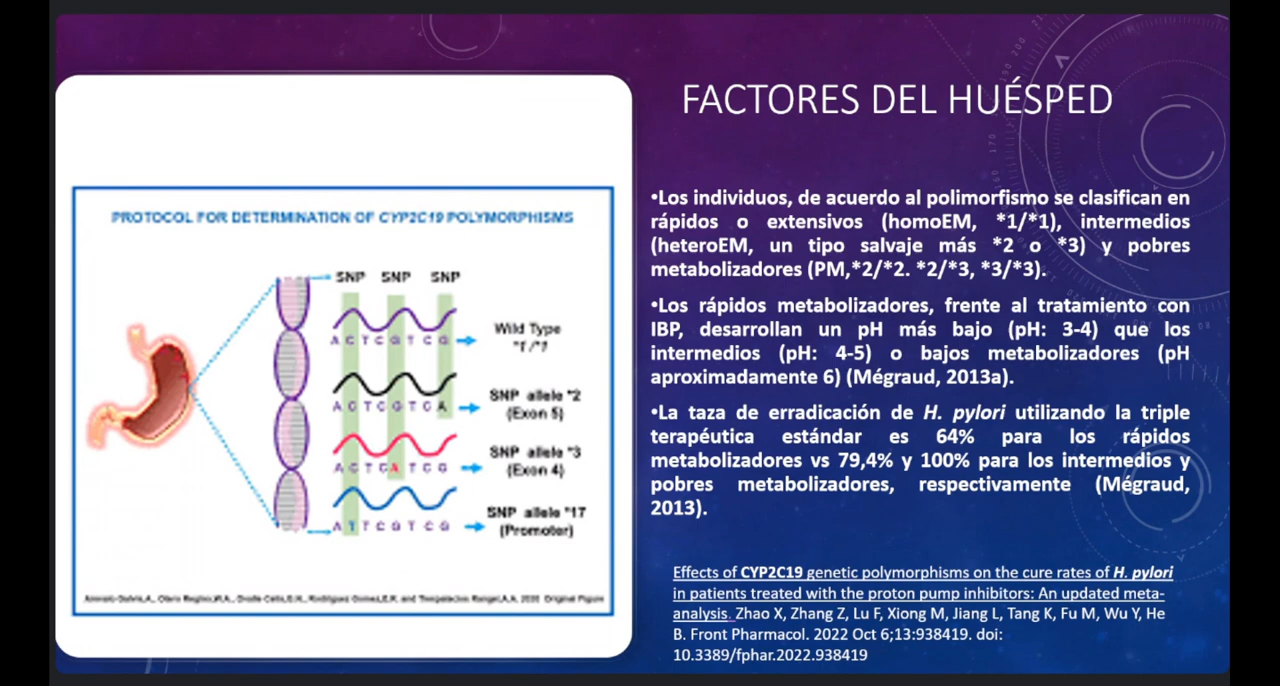 FACTORES DEL HUÉSPED
PROTOCOL FOR DETERMINATION OF CYP2C19 POLYMORPHISMS
SNP SNP SNP
A C T C G T C G
Wild Type
*1/*1
A C T C G T C A
SNP allele *2
(Exon 5)
A C T C A T C G
SNP allele *3
(Exon 4)
A T T C G T C G
SNP allele *17
(Promoter)
2020 Original Figure
•Los individuos, de acuerdo al polimorfismo se clasifican en
rápidos o extensivos (homoEM, *1/*1), intermedios
(heteroEM, un tipo salvaje más *2 o *3) y pobres
metabolizadores (PM,*2/*2. *2/*3, *3/*3).
•Los rápidos metabolizadores, frente al tratamiento con
IBP, desarrollan un pH más bajo (pH: 3-4) que los
intermedios (pH: 4-5) o bajos metabolizadores (pH
aproximadamente 6) (Mégraud, 2013a).
•La taza de erradicación de H. pylori utilizando la triple
terapéutica estándar es 64% para los rápidos
metabolizadores vs 79,4% y 100% para los intermedios y
pobres metabolizadores, respectivamente (Mégraud,
2013).
Effects of CYP2C19 genetic polymorphisms on the cure rates of H. pylori
in patients treated with the proton pump inhibitors: An updated meta-
analysis. Zhao X, Zhang Z, Lu F, Xiong M, Jiang L, Tang K, Fu M, Wu Y, He
B. Front Pharmacol. 2022 Oct 6;13:938419. doi:
10.3389/fphar.2022.938419